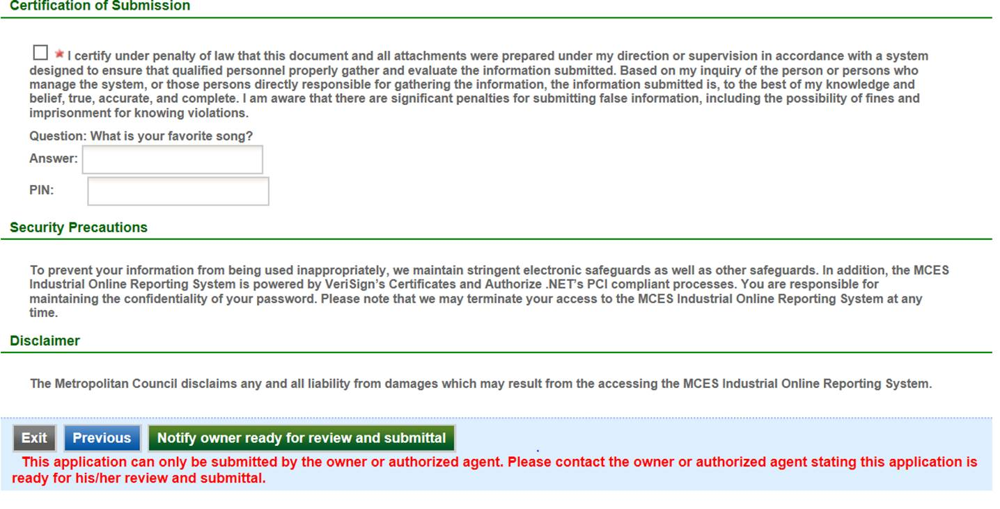 Certification of Submission
I certify under penalty of law that this document and all attachments were prepared under my direction or supervision in accordance with a system
designed to ensure that qualified personnel properly gather and evaluate the information submitted. Based on my inquiry of the person or persons who
manage the system, or those persons directly responsible for gathering the information, the information submitted is, to the best of my knowledge and
belief, true, accurate, and complete. I am aware that there are significant penalties for submitting false information, including the possibility of fines and
imprisonment for knowing violations.
Question: What is your favorite song?
Answer:
PIN:
Security Precautions
To prevent your information from being used inappropriately, we maintain stringent electronic safeguards as well as other safeguards. In addition, the MCES
Industrial Online Reporting System is powered by VeriSign's Certificates and Authorize .NET's PCI compliant processes. You are responsible for
maintaining the confidentiality of your password. Please note that we may terminate your access to the MCES Industrial Online Reporting System at any
time.
Disclaimer
The Metropolitan Council disclaims any and all liability from damages which may result from the accessing the MCES Industrial Online Reporting System.
Exit Previous Notify owner ready for review and submittal
This application can only be submitted by the owner or authorized agent. Please contact the owner or authorized agent stating this application is
ready for his/her review and submittal.